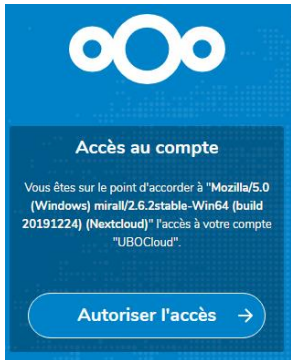 Accès au compte
Vous êtes sur le point d'accorder à "Mozilla/5.0
(Windows) mirall/2.6.2stable-Win64 (build
20191224) (Nextcloud)" l'accès à votre compte
"UBOCloud".
Autoriser l'accès →